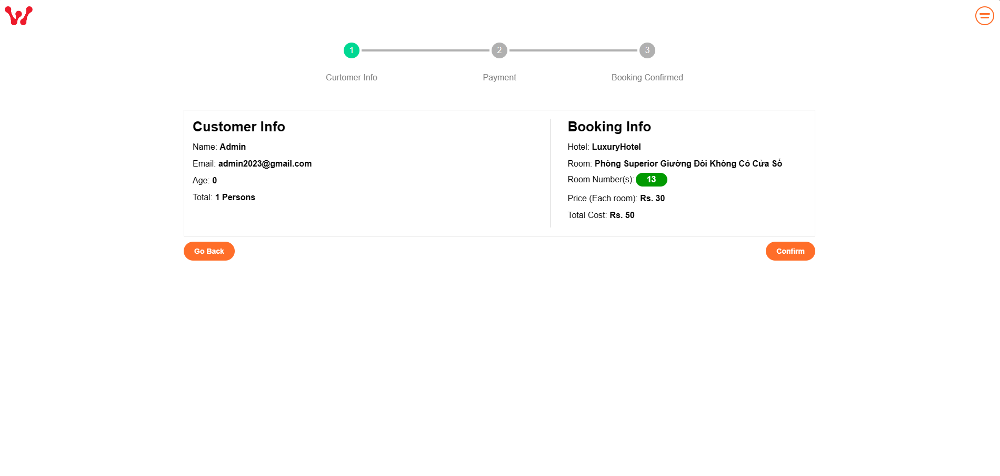 1
2
3
Curtomer Info
Payment
Booking Confirmed
Customer Info
Name: Admin
Email: admin2023@gmail.com
Age: 0
Total: 1 Persons
Booking Info
Hotel: LuxuryHotel
Room: Phòng Superior Giường Đôi Không Có Cửa Sổ
Room Number(s): 13
Price (Each room): Rs. 30
Total Cost: Rs. 50
Go Back
Confirm